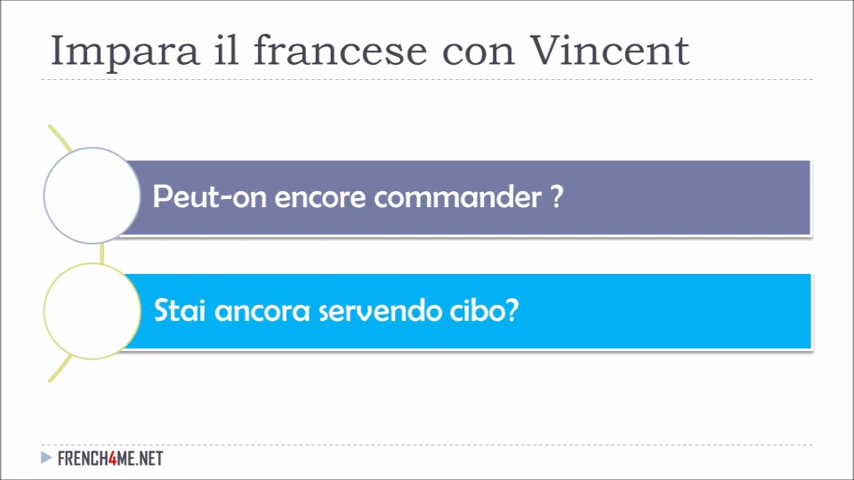 Impara il francese con Vincent
Peut-on encore commander ?
Stai ancora servendo cibo?
FRENCH4ME.NET